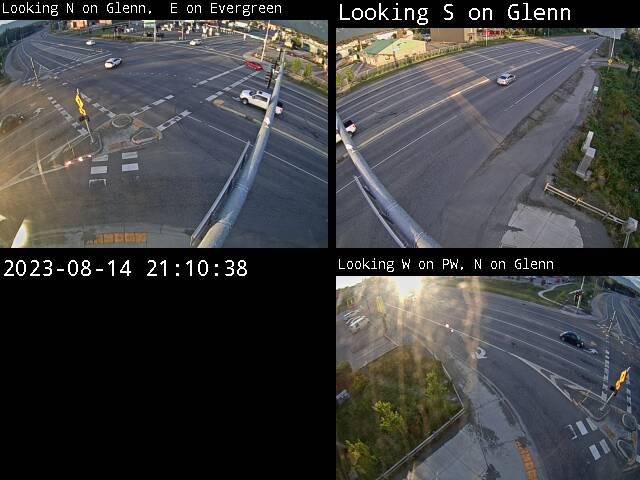 Looking N on Glenn,  E on Evergreen
Looking S on Glenn
2023-08-14 21:10:38
Looking W on PW, N on Glenn